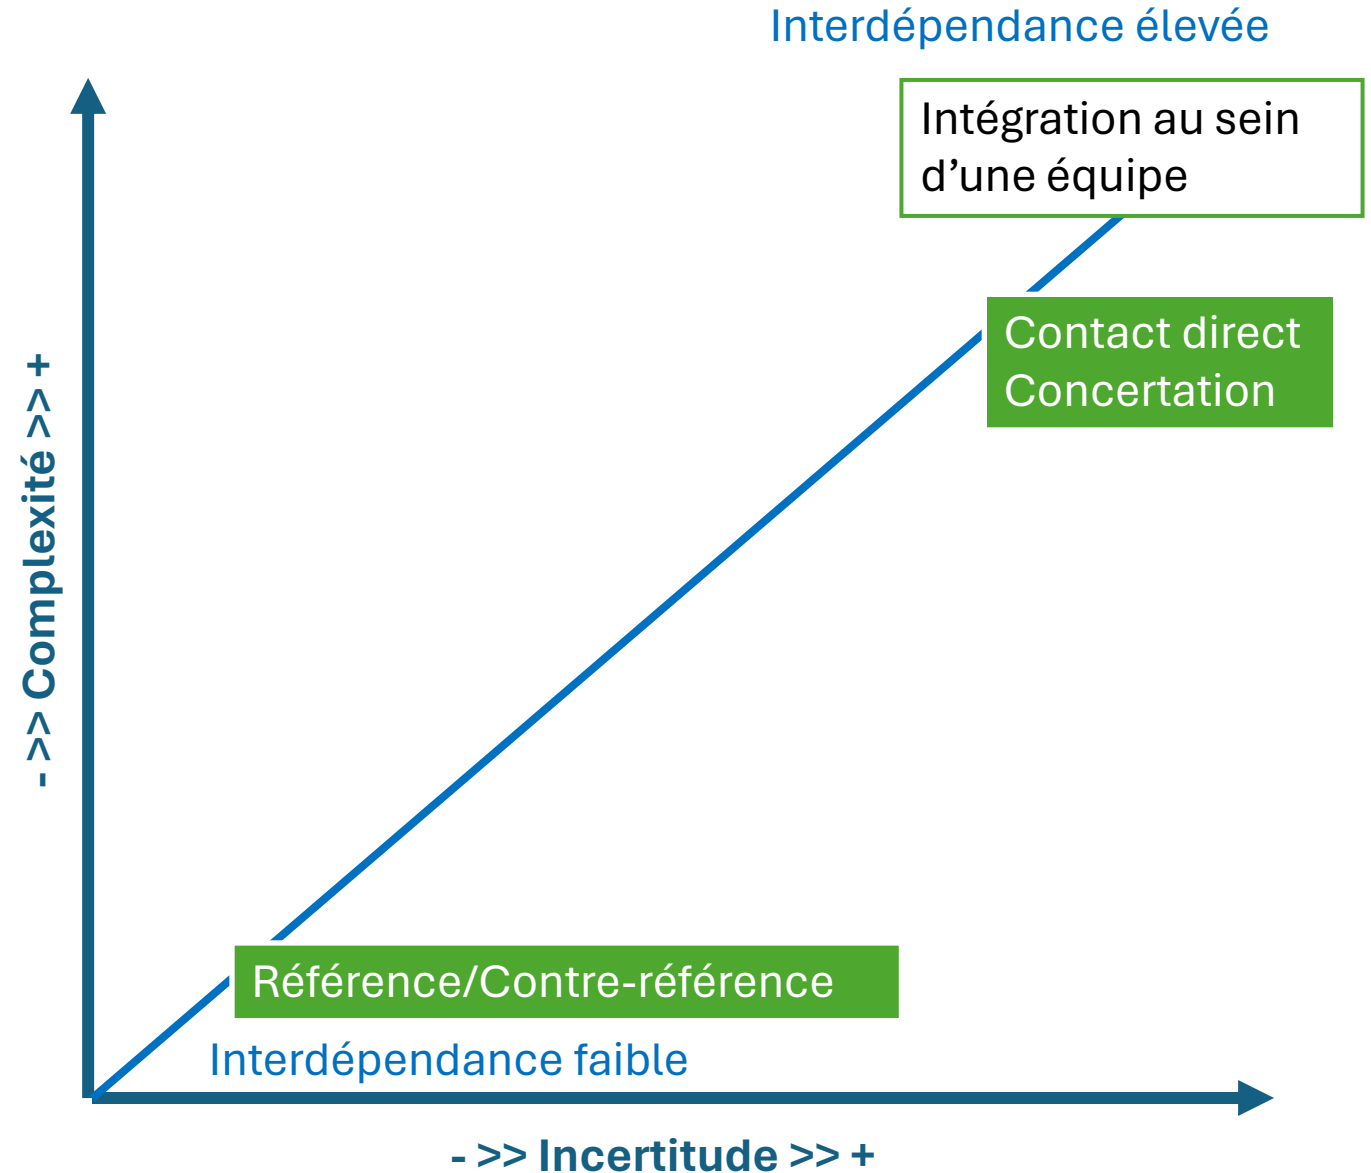 Interdépendance élevée
Intégration au sein
d’une équipe
Contact direct
Concertation
- >> Complexité >> +
Référence/Contre-référence
Interdépendance faible
- >> Incertitude >> +